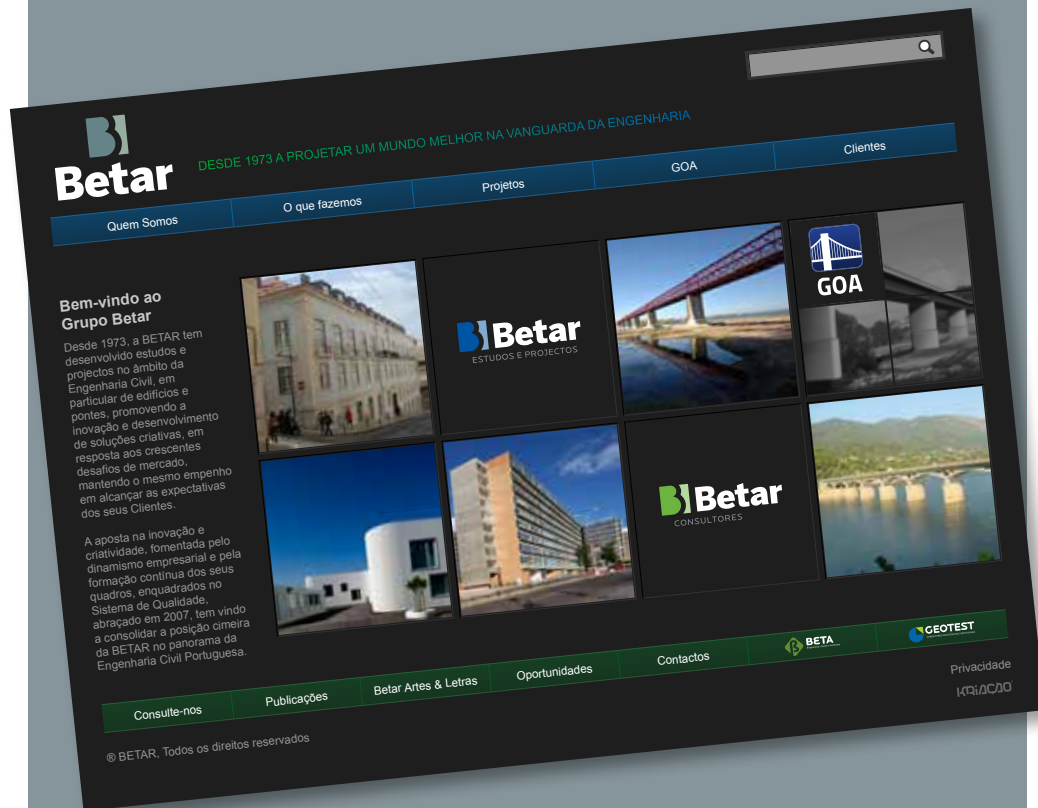 Betar
DESDE 1973 A PROJETAR UM MUNDO MELHOR NA VANGUARDA DA ENGENHARIA
Quem Somos
O que fazemos
Projetos
GOA
Clientes
Bem-vindo ao
Grupo Betar
Desde 1973, a BETAR tem
desenvolvido estudos e
projectos no âmbito da
Engenharia Civil, em
particular de edifícios e
pontes, promovendo a
inovação e desenvolvimento
de soluções criativas, em
resposta aos crescentes
desafios de mercado,
mantendo o mesmo empenho
em alcançar as expectativas
dos seus Clientes.
A aposta na inovação e
criatividade, fomentada pelo
dinamismo empresarial e pela
formação contínua dos seus
quadros, enquadrados no
Sistema de Qualidade,
abraçado em 2007, tem vindo
a consolidar a posição cimeira
da BETAR no panorama da
Engenharia Civil Portuguesa.
Betar
ESTUDOS E PROJECTOS
GOA
Betar
CONSULTORES
Consulte-nos
Publicações
Betar Artes & Letras
Oportunidades
Contactos
BETA
GEOTEST
Privacidade
KRIAÇÃO
® BETAR, Todos os direitos reservados